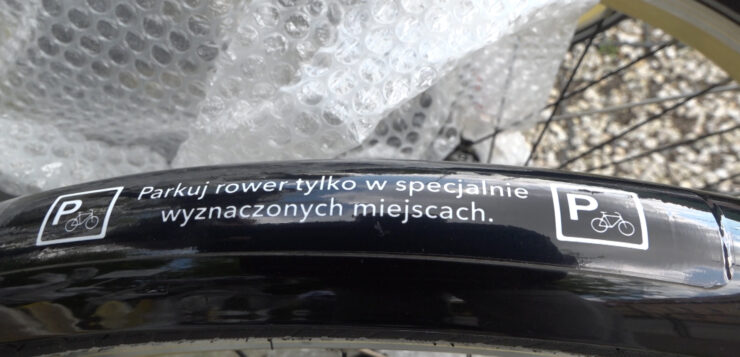 P
Parkuj rower tylko w specjalnie
wyznaczonych miejscach.
P